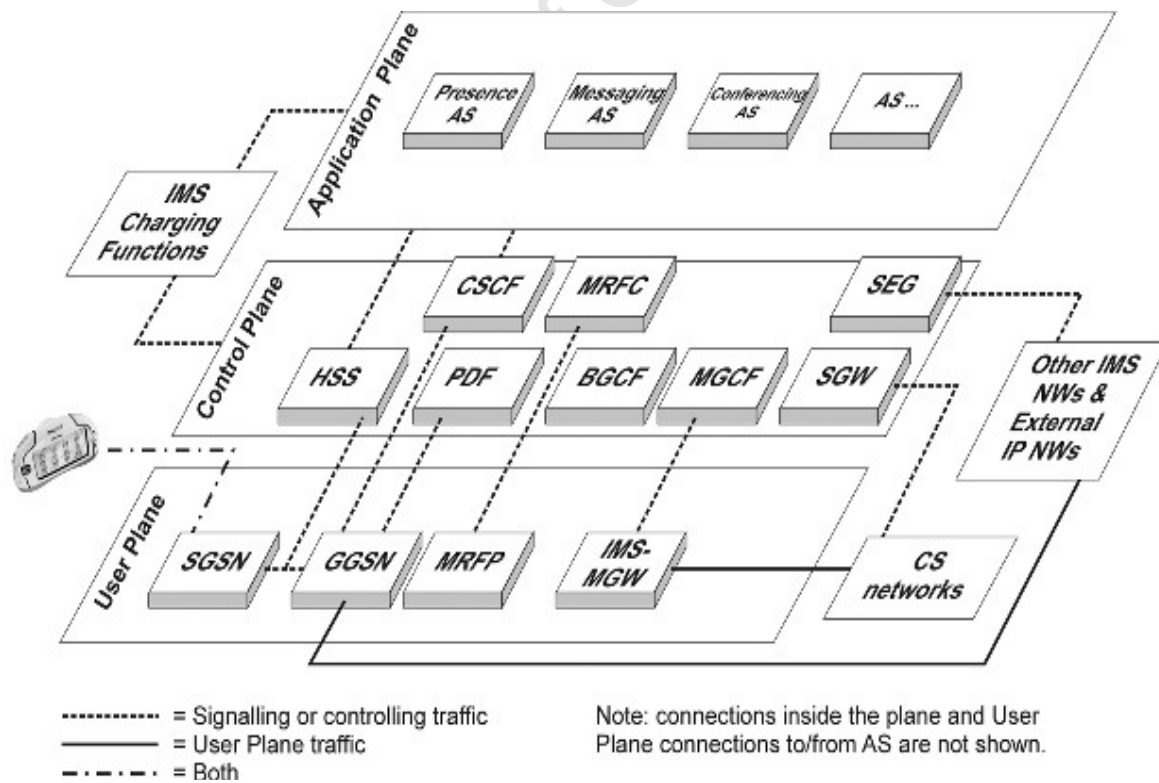 Application Plane
Presence
AS
Messaging
AS
Conferencing
AS
AS ...
IMS
Charging
Functions
Control Plane
CSCF
MRFC
SEG
HSS
PDF
BGCF
MGCF
SGW
Other IMS
NWs &
External
IP NWs
User Plane
SGSN
GGSN
MRFP
IMS-
MGW
CS
networks
= Signalling or controlling traffic
= User Plane traffic
= Both
Note: connections inside the plane and User
Plane connections to/from AS are not shown.